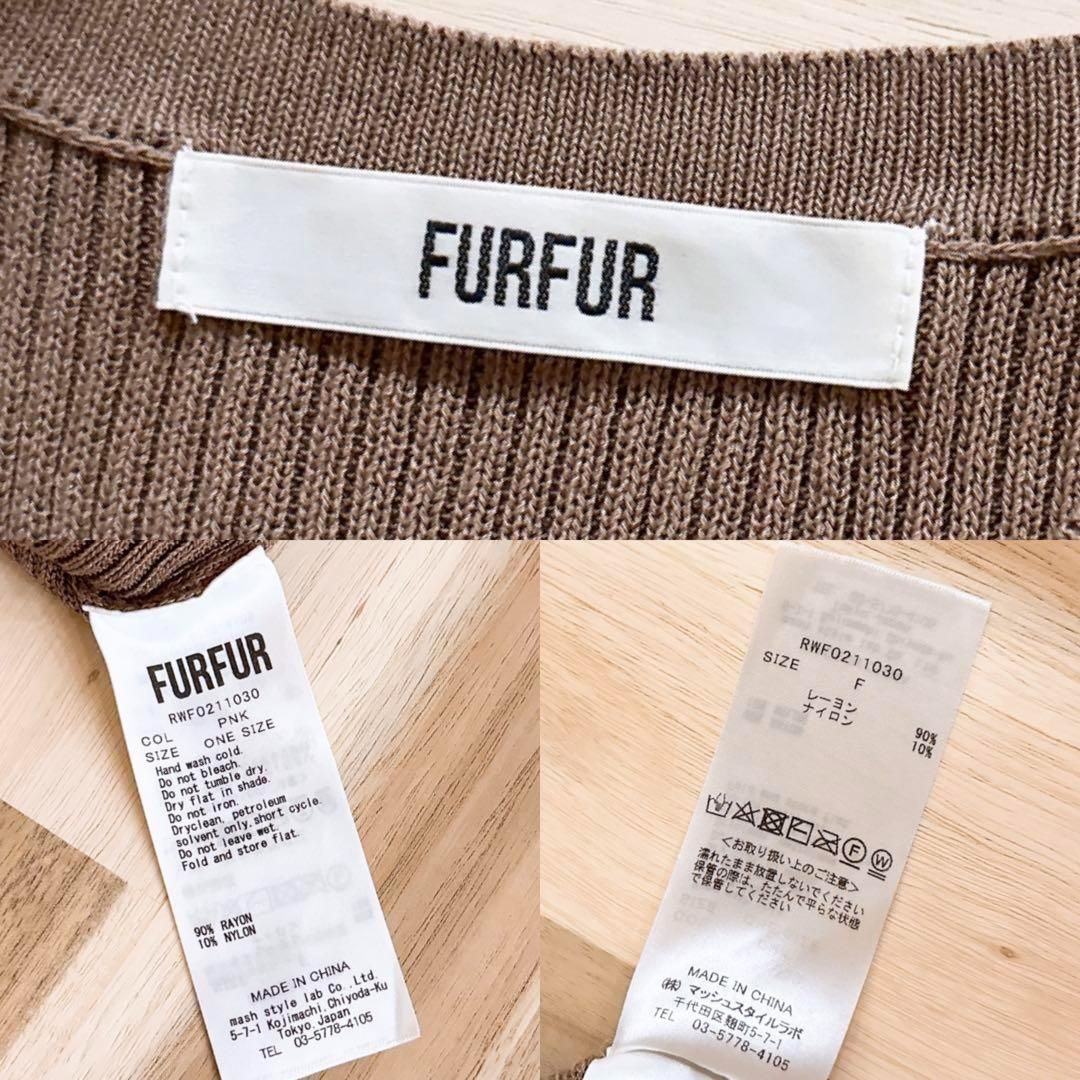 FURFUR
FURFUR
RWF0211030
COL PNK
SIZE ONE SIZE
Hand wash cold.
Do not bleach.
Do not tumble dry.
Dry flat in shade.
Do not iron.
Dryclean, petroleum
solvent only,short cycle.
Do not leave wet.
Fold and store flat.
90% RAYON
10% NYLON
MADE IN CHINA
mash style lab Co.,Ltd.
5-7-1 Kojimachi,Chiyoda-Ku
Tokyo,Japan
TEL 03-5778-4105
RWF0211030
SIZE F
レーヨン 90%
ナイロン 10%
F W
<お取り扱い上のご注意>
濡れたまま放置しないでください
保管の際は、たたんで平らな状態
で保管してください
MADE IN CHINA
(株)マッシュスタイルラボ
千代田区麹町5-7-1
TEL 03-5778-4105